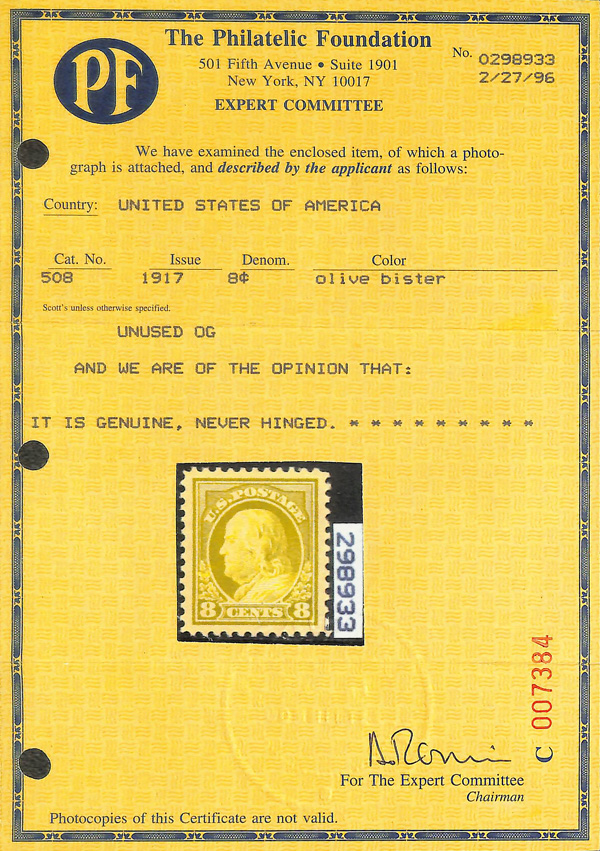 PF
The Philatelic Foundation
501 Fifth Avenue • Suite 1901
New York, NY 10017
EXPERT COMMITTEE
No. 0298933
2/27/96
We have examined the enclosed item, of which a photo-
graph is attached, and described by the applicant as follows:
Country: UNITED STATES OF AMERICA
Cat. No. Issue Denom. Color
508 1917 8¢ olive bister
Scott's unless otherwise specified.
UNUSED OG
AND WE ARE OF THE OPINION THAT:
IT IS GENUINE, NEVER HINGED. * * * * * * * * *
U.S. POSTAGE
8 CENTS 8
298933
C 007384
For The Expert Committee
Chairman
Photocopies of this Certificate are not valid.